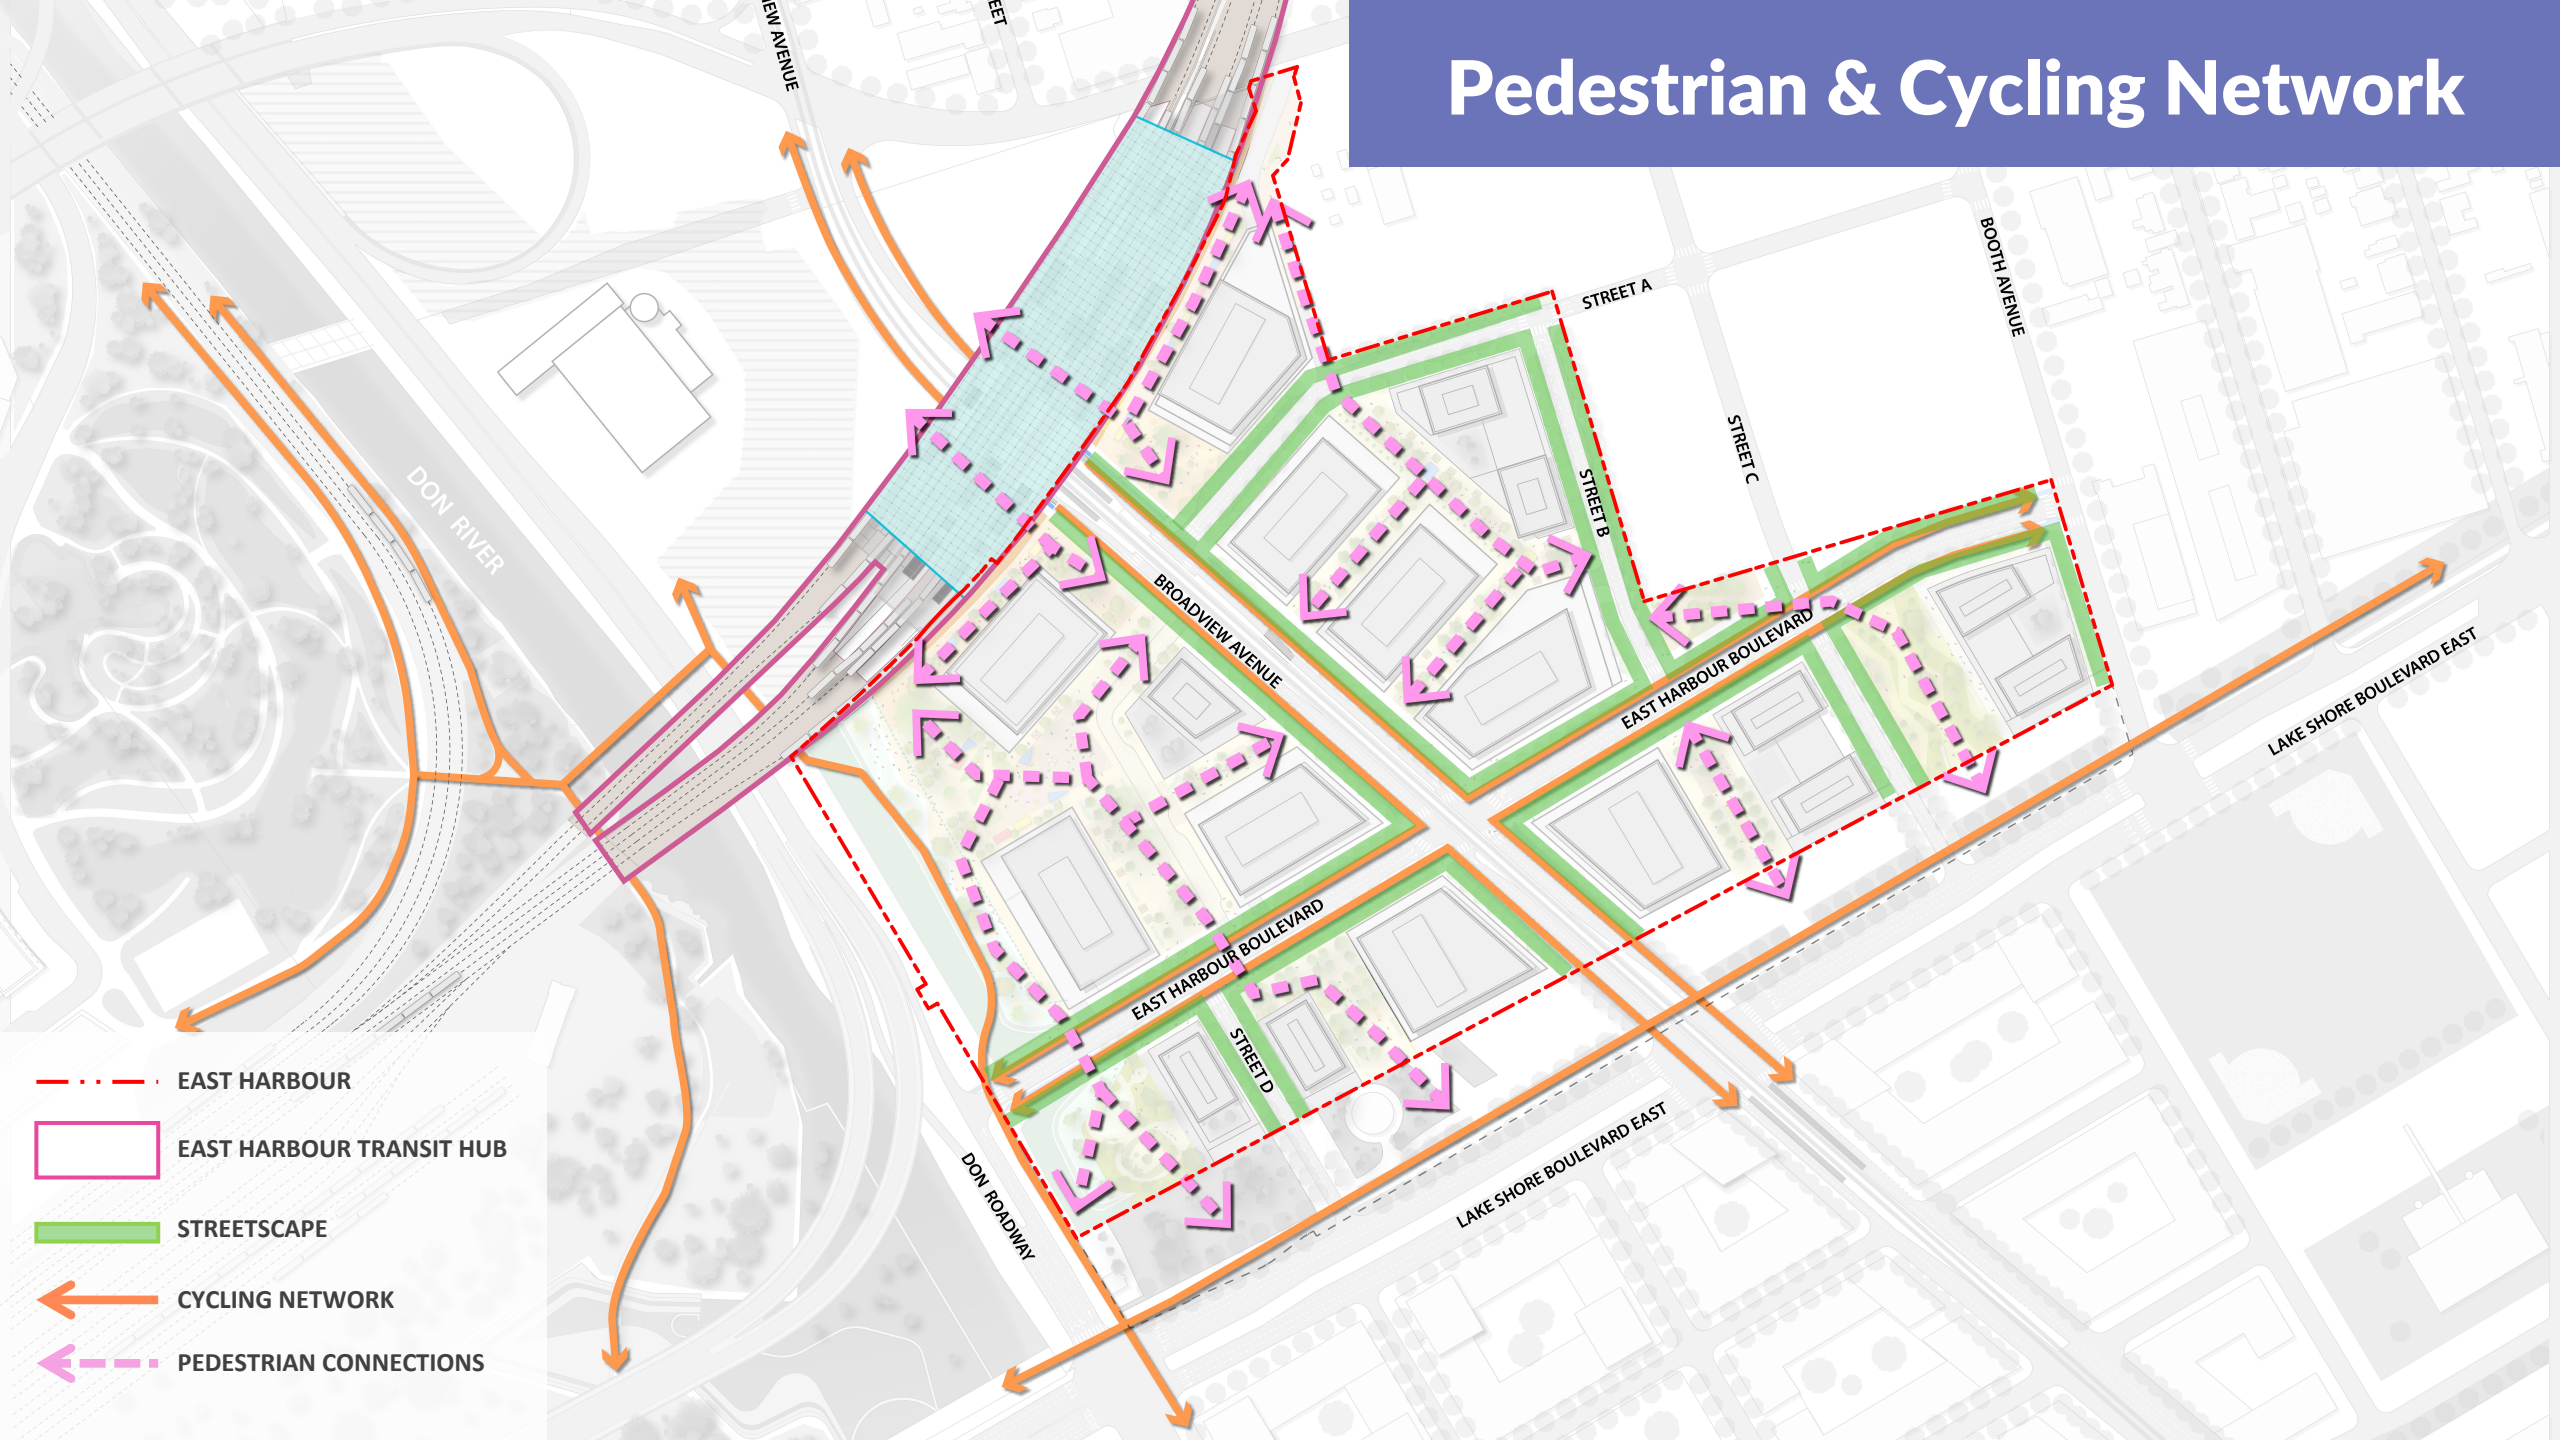 Pedestrian & Cycling Network
STREET A
BOOTH AVENUE
STREET C
STREET B
DON RIVER
BROADVIEW AVENUE
EAST HARBOUR BOULEVARD
LAKE SHORE BOULEVARD EAST
EAST HARBOUR BOULEVARD
STREET D
LAKE SHORE BOULEVARD EAST
DON ROADWAY
EAST HARBOUR
EAST HARBOUR TRANSIT HUB
STREETSCAPE
CYCLING NETWORK
PEDESTRIAN CONNECTIONS
AVENUE